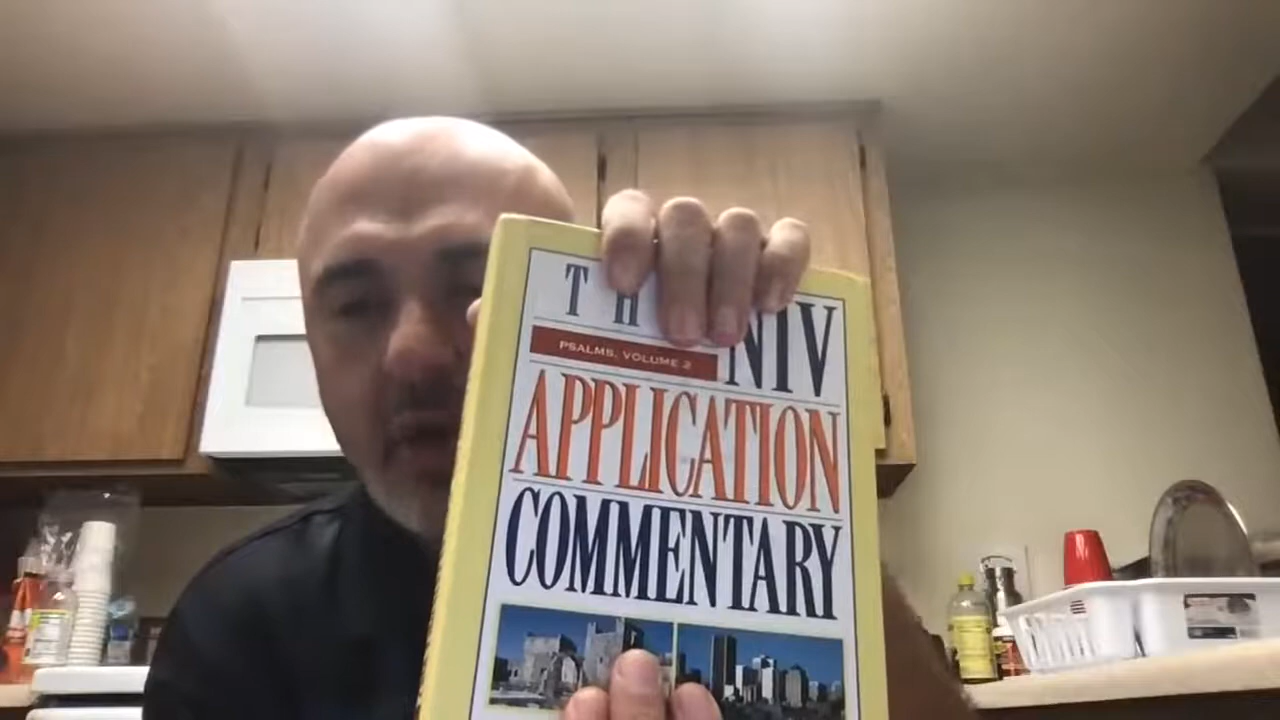 TH NIV
PSALMS, VOLUME 2
APPLICATION
COMMENTARY